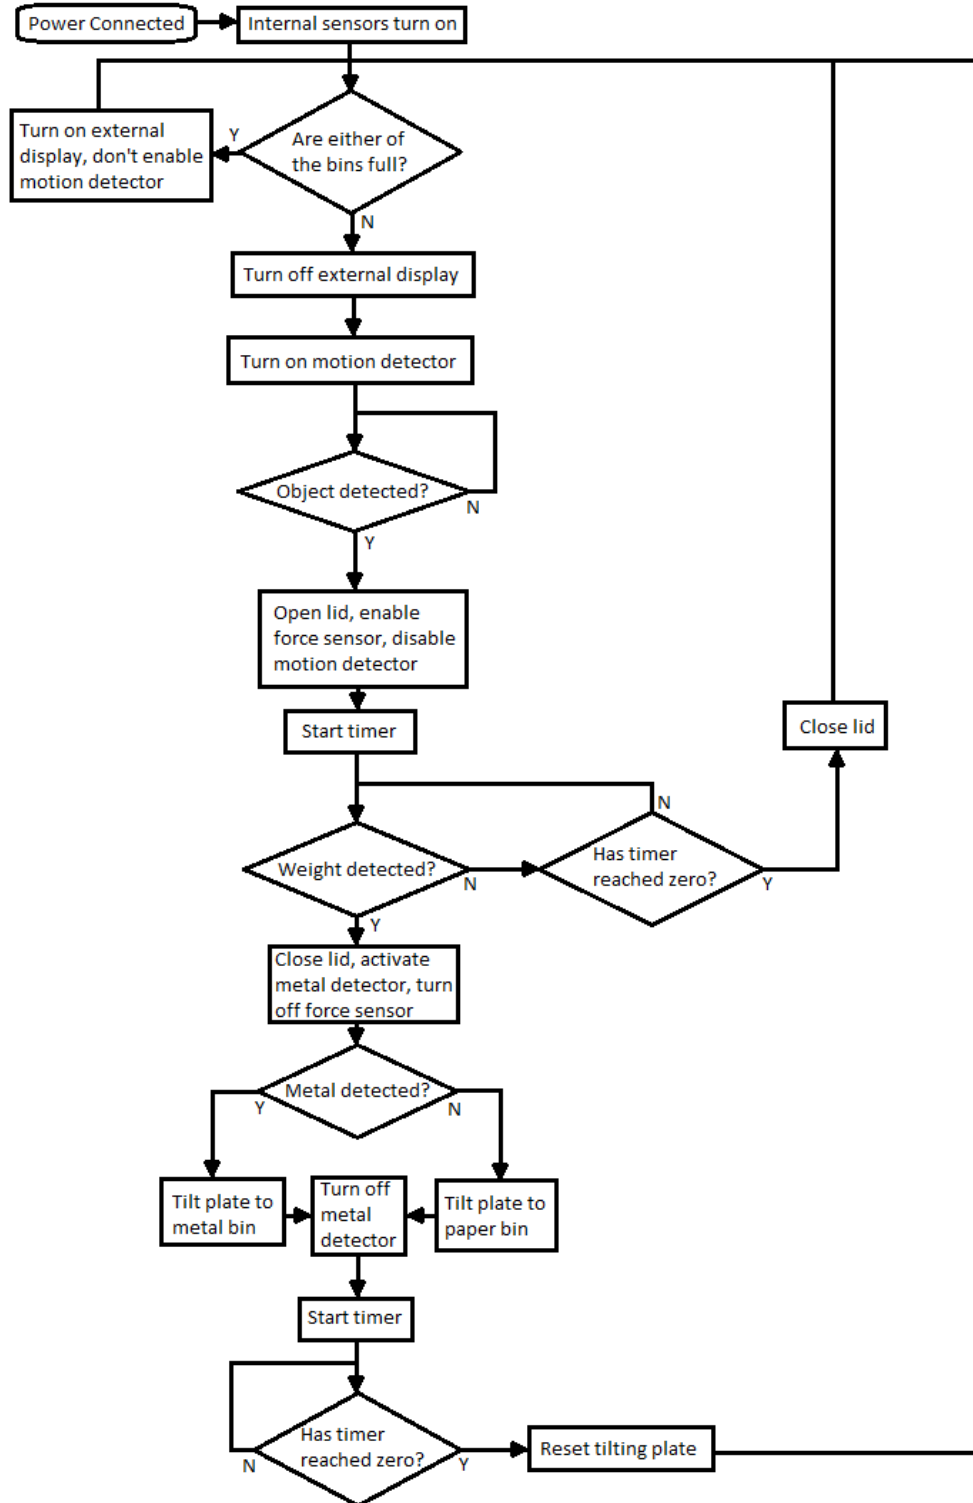 Power Connected
Internal sensors turn on
Are either of
the bins full?
Y
N
Turn on external
display, don't enable
motion detector
Turn off external display
Turn on motion detector
Object detected?
N
Y
Open lid, enable
force sensor, disable
motion detector
Start timer
Close lid
N
Weight detected?
N
Has timer
reached zero?
Y
Y
Close lid, activate
metal detector, turn
off force sensor
Metal detected?
Y
N
Tilt plate to
metal bin
Turn off
metal
detector
Tilt plate to
paper bin
Start timer
Has timer
reached zero?
N
Y
Reset tilting plate